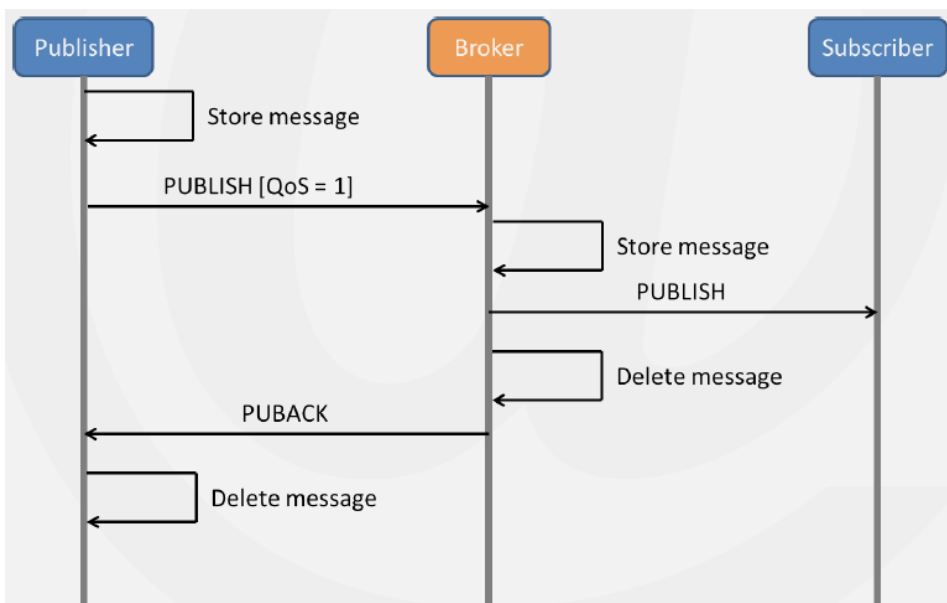 Publisher
Broker
Subscriber
Store message
PUBLISH [QoS = 1]
Store message
PUBLISH
Delete message
PUBACK
Delete message